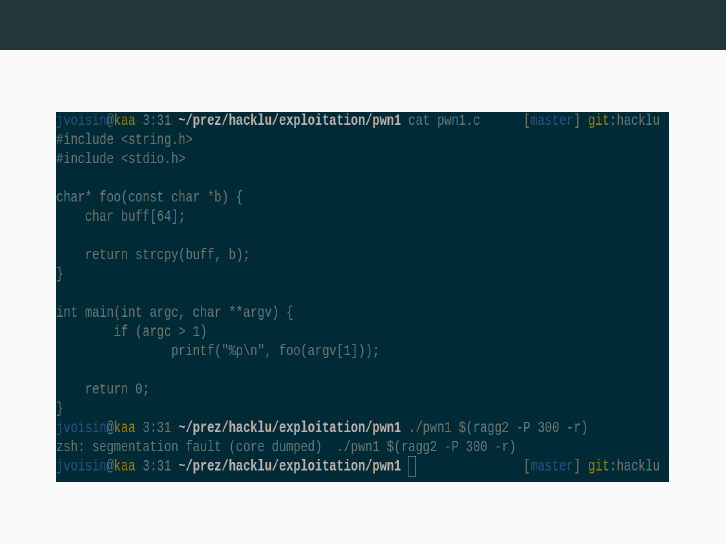 jvoisin@kaa 3:31 ~/prez/hacklu/exploitation/pwn1 cat pwn1.c [master] git:hacklu
#include <string.h>
#include <stdio.h>
char* foo(const char *b) {
char buff[64];
return strcpy(buff, b);
}
int main(int argc, char **argv) {
if (argc > 1)
printf("%p\n", foo(argv[1]));
return 0;
}
jvoisin@kaa 3:31 ~/prez/hacklu/exploitation/pwn1 ./pwn1 $(ragg2 -P 300 -r)
zsh: segmentation fault (core dumped) ./pwn1 $(ragg2 -P 300 -r)
jvoisin@kaa 3:31 ~/prez/hacklu/exploitation/pwn1 [master] git:hacklu